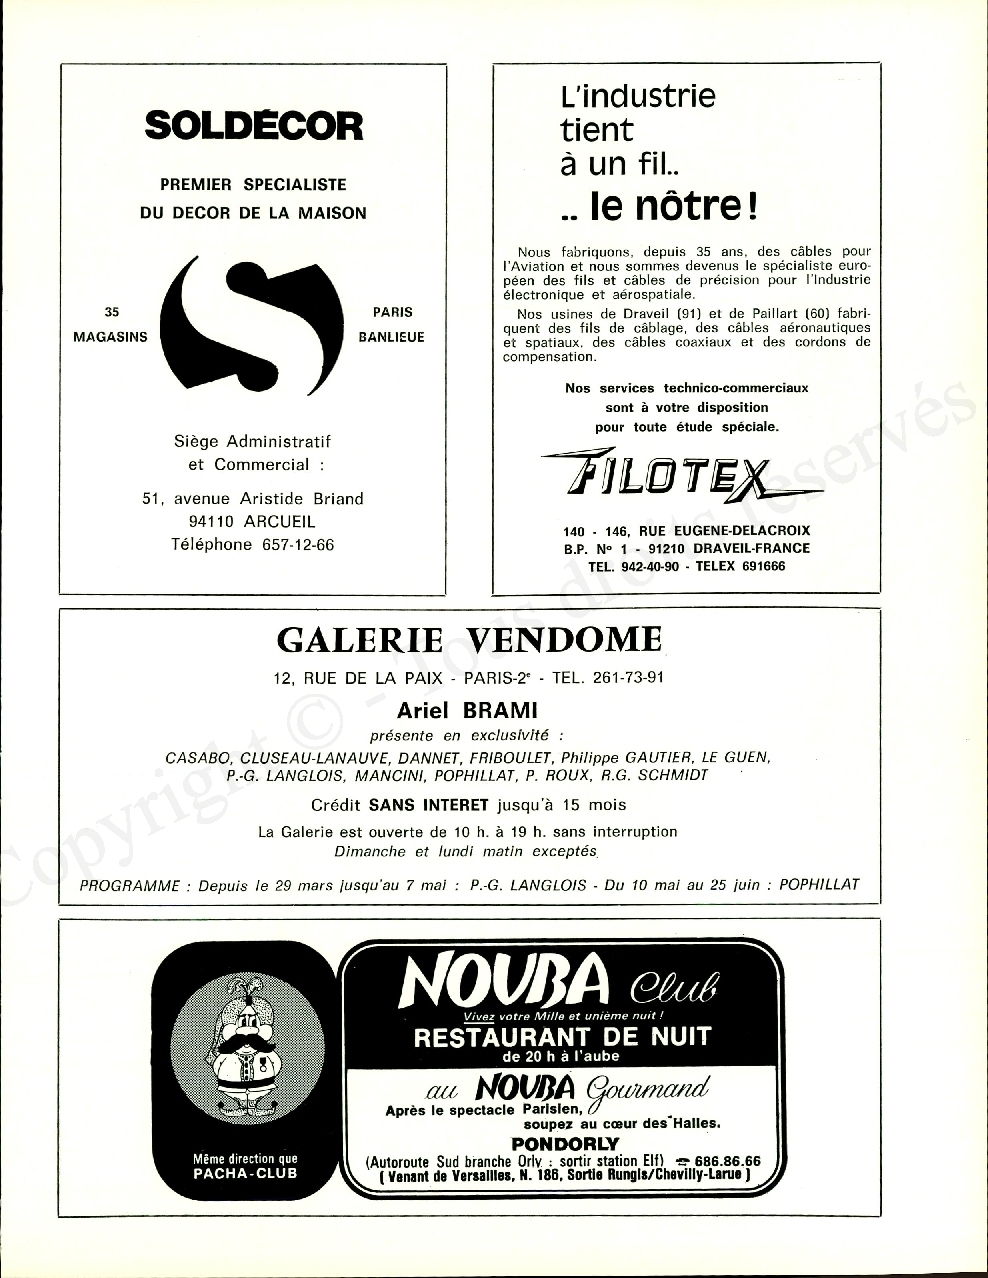 SOLDÉCOR
PREMIER SPECIALISTE
DU DECOR DE LA MAISON
35
MAGASINS
PARIS
BANLIEUE
Siège Administratif
et Commercial :
51, avenue Aristide Briand
94110 ARCUEIL
Téléphone 657-12-66
L'industrie
tient
à un fil..
.. le nôtre!
Nous fabriquons, depuis 35 ans, des câbles pour
l'Aviation et nous sommes devenus le spécialiste euro-
péen des fils et câbles de précision pour l'Industrie
électronique et aérospatiale.
Nos usines de Draveil (91) et de Paillart (60) fabri-
quent des fils de câblage, des câbles aéronautiques
et spatiaux, des câbles coaxiaux et des cordons de
compensation.
Nos services technico-commerciaux
sont à votre disposition
pour toute étude spéciale.
FILOTEX
140 - 146, RUE EUGENE-DELACROIX
B.P. Nº 1 - 91210 DRAVEIL-FRANCE
TEL. 942-40-90 - TELEX 691666
GALERIE VENDOME
12, RUE DE LA PAIX - PARIS-2e - TEL. 261-73-91
Ariel BRAMI
présente en exclusivité :
CASABO, CLUSEAU-LANAUVE, DANNET, FRIBOULET, Philippe GAUTIER, LE GUEN,
P.-G. LANGLOIS, MANCINI, POPHILLAT, P. ROUX, R.G. SCHMIDT
Crédit SANS INTERET jusqu'à 15 mois
La Galerie est ouverte de 10 h. à 19 h. sans interruption
Dimanche et lundi matin exceptés
PROGRAMME : Depuis le 29 mars jusqu'au 7 mai : P.-G. LANGLOIS - Du 10 mai au 25 juin : POPHILLAT
Même direction que
PACHA-CLUB
NOUBA Club
Vivez votre Mille et unième nuit !
RESTAURANT DE NUIT
de 20 h à l'aube
au NOUBA Gourmand
Après le spectacle Parisien,
soupez au cœur des Halles.
PONDORLY
(Autoroute Sud branche Orly : sortir station Elf) ☎ 686.86.66
(Venant de Versailles, N. 186, Sortie Rungis/Chevilly-Larue)
Copyright © - Tous droits réservés